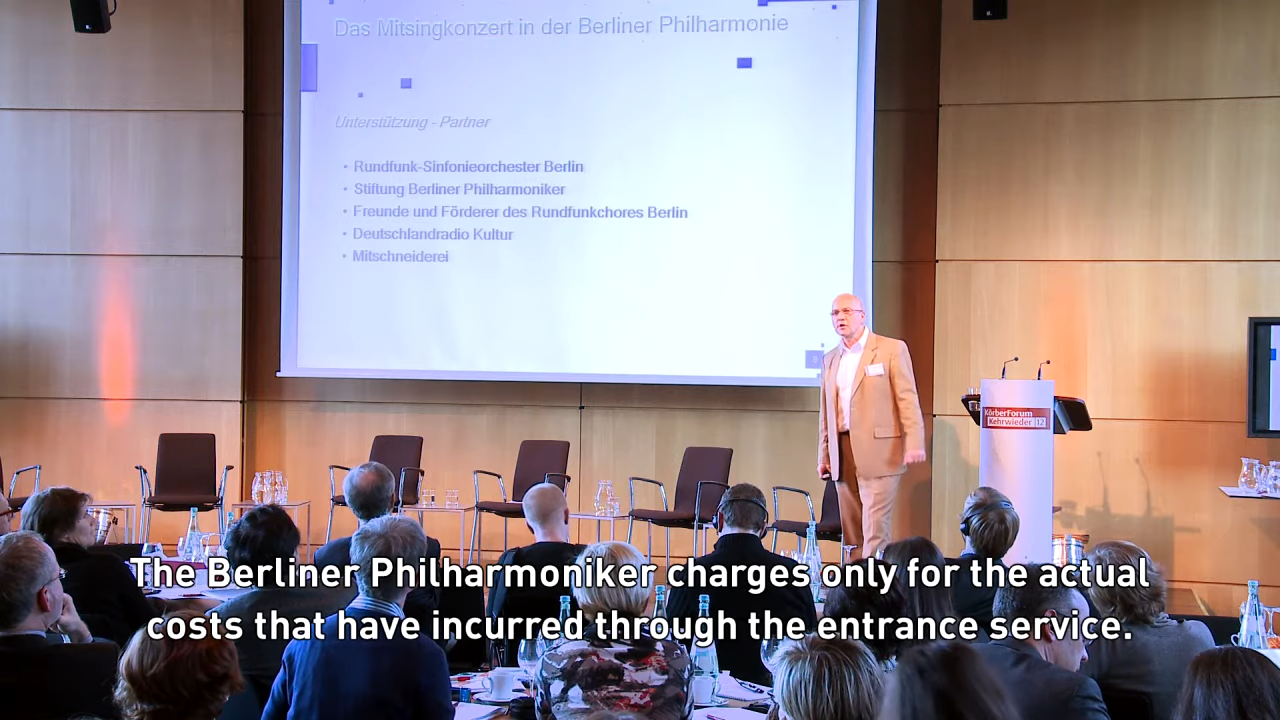 Das Mitsingkonzert in der Berliner Philharmonie
Unterstützung - Partner
• Rundfunk-Sinfonieorchester Berlin
• Stiftung Berliner Philharmoniker
• Freunde und Förderer des Rundfunkchores Berlin
• Deutschlandradio Kultur
• Mitschneiderei
KörberForum
Kehrwieder |12
The Berliner Philharmoniker charges only for the actual
costs that have incurred through the entrance service.